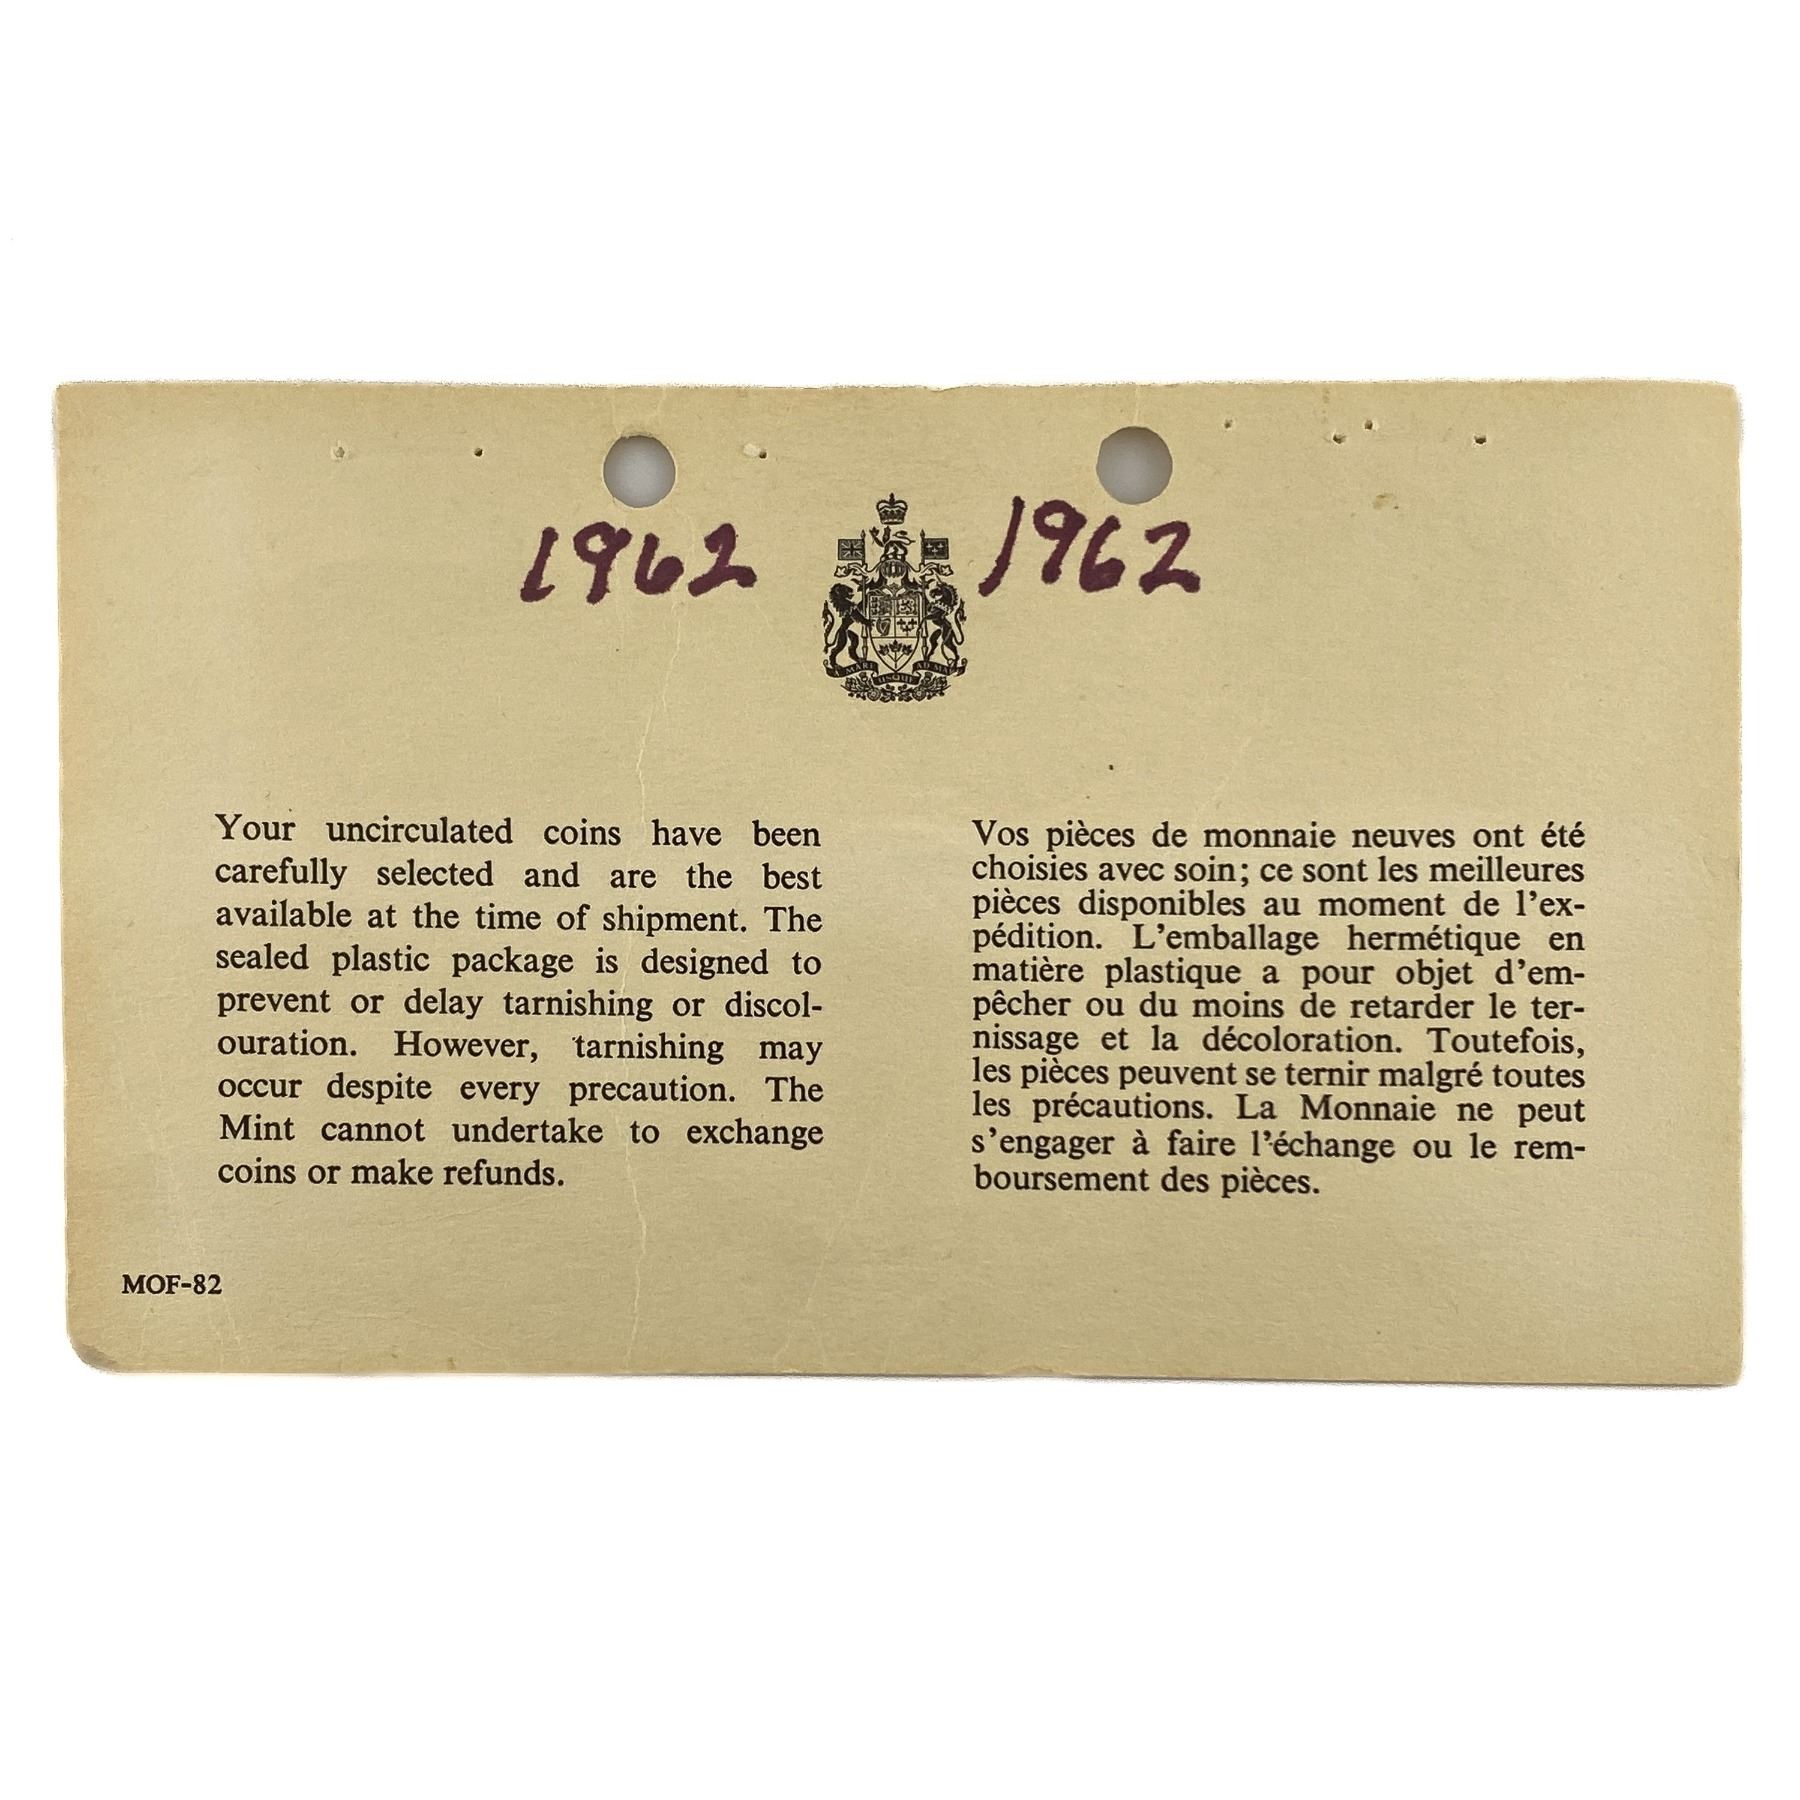 1962 1962
A MARI USQUE AD MARE
Your uncirculated coins have been
carefully selected and are the best
available at the time of shipment. The
sealed plastic package is designed to
prevent or delay tarnishing or discol-
ouration. However, tarnishing may
occur despite every precaution. The
Mint cannot undertake to exchange
coins or make refunds.
MOF-82
Vos pièces de monnaie neuves ont été
choisies avec soin; ce sont les meilleures
pièces disponibles au moment de l'ex-
pédition. L'emballage hermétique en
matière plastique a pour objet d'em-
pêcher ou du moins de retarder le ter-
nissage et la décoloration. Toutefois,
les pièces peuvent se ternir malgré toutes
les précautions. La Monnaie ne peut
s'engager à faire l'échange ou le rem-
boursement des pièces.